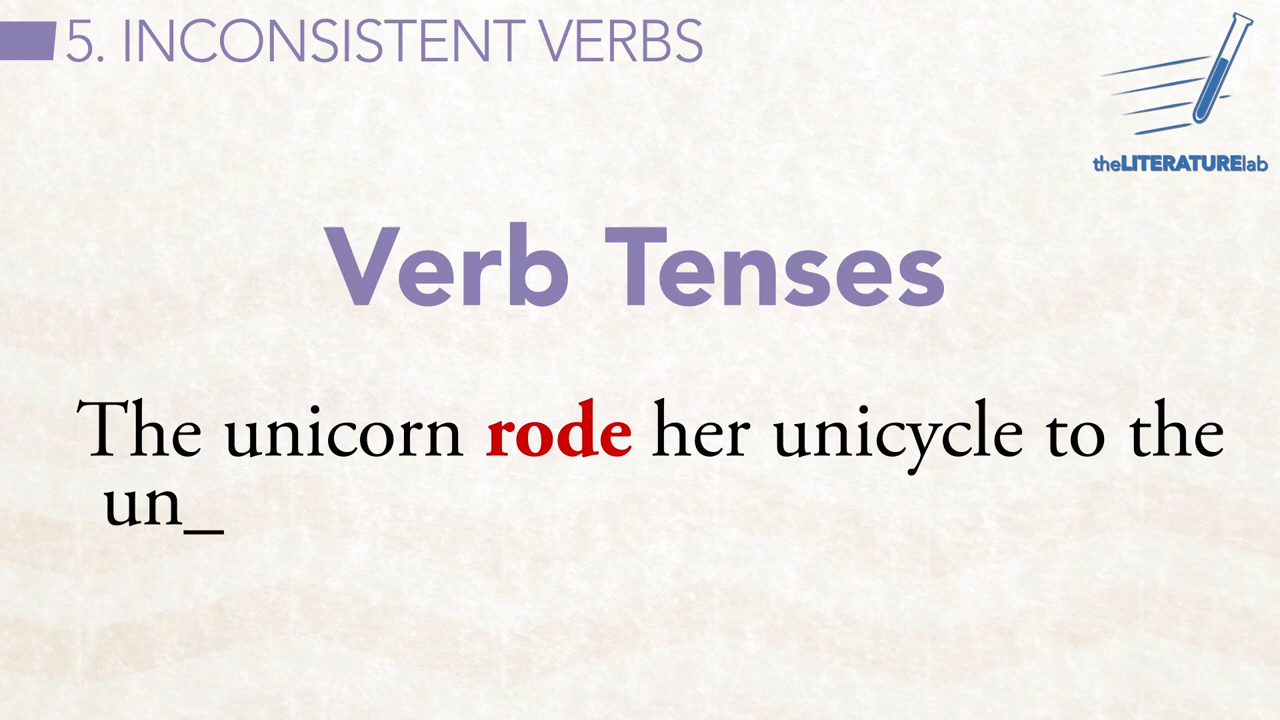 5. INCONSISTENT VERBS
theLITERATURElab
Verb Tenses
The unicorn rode her unicycle to the
un_